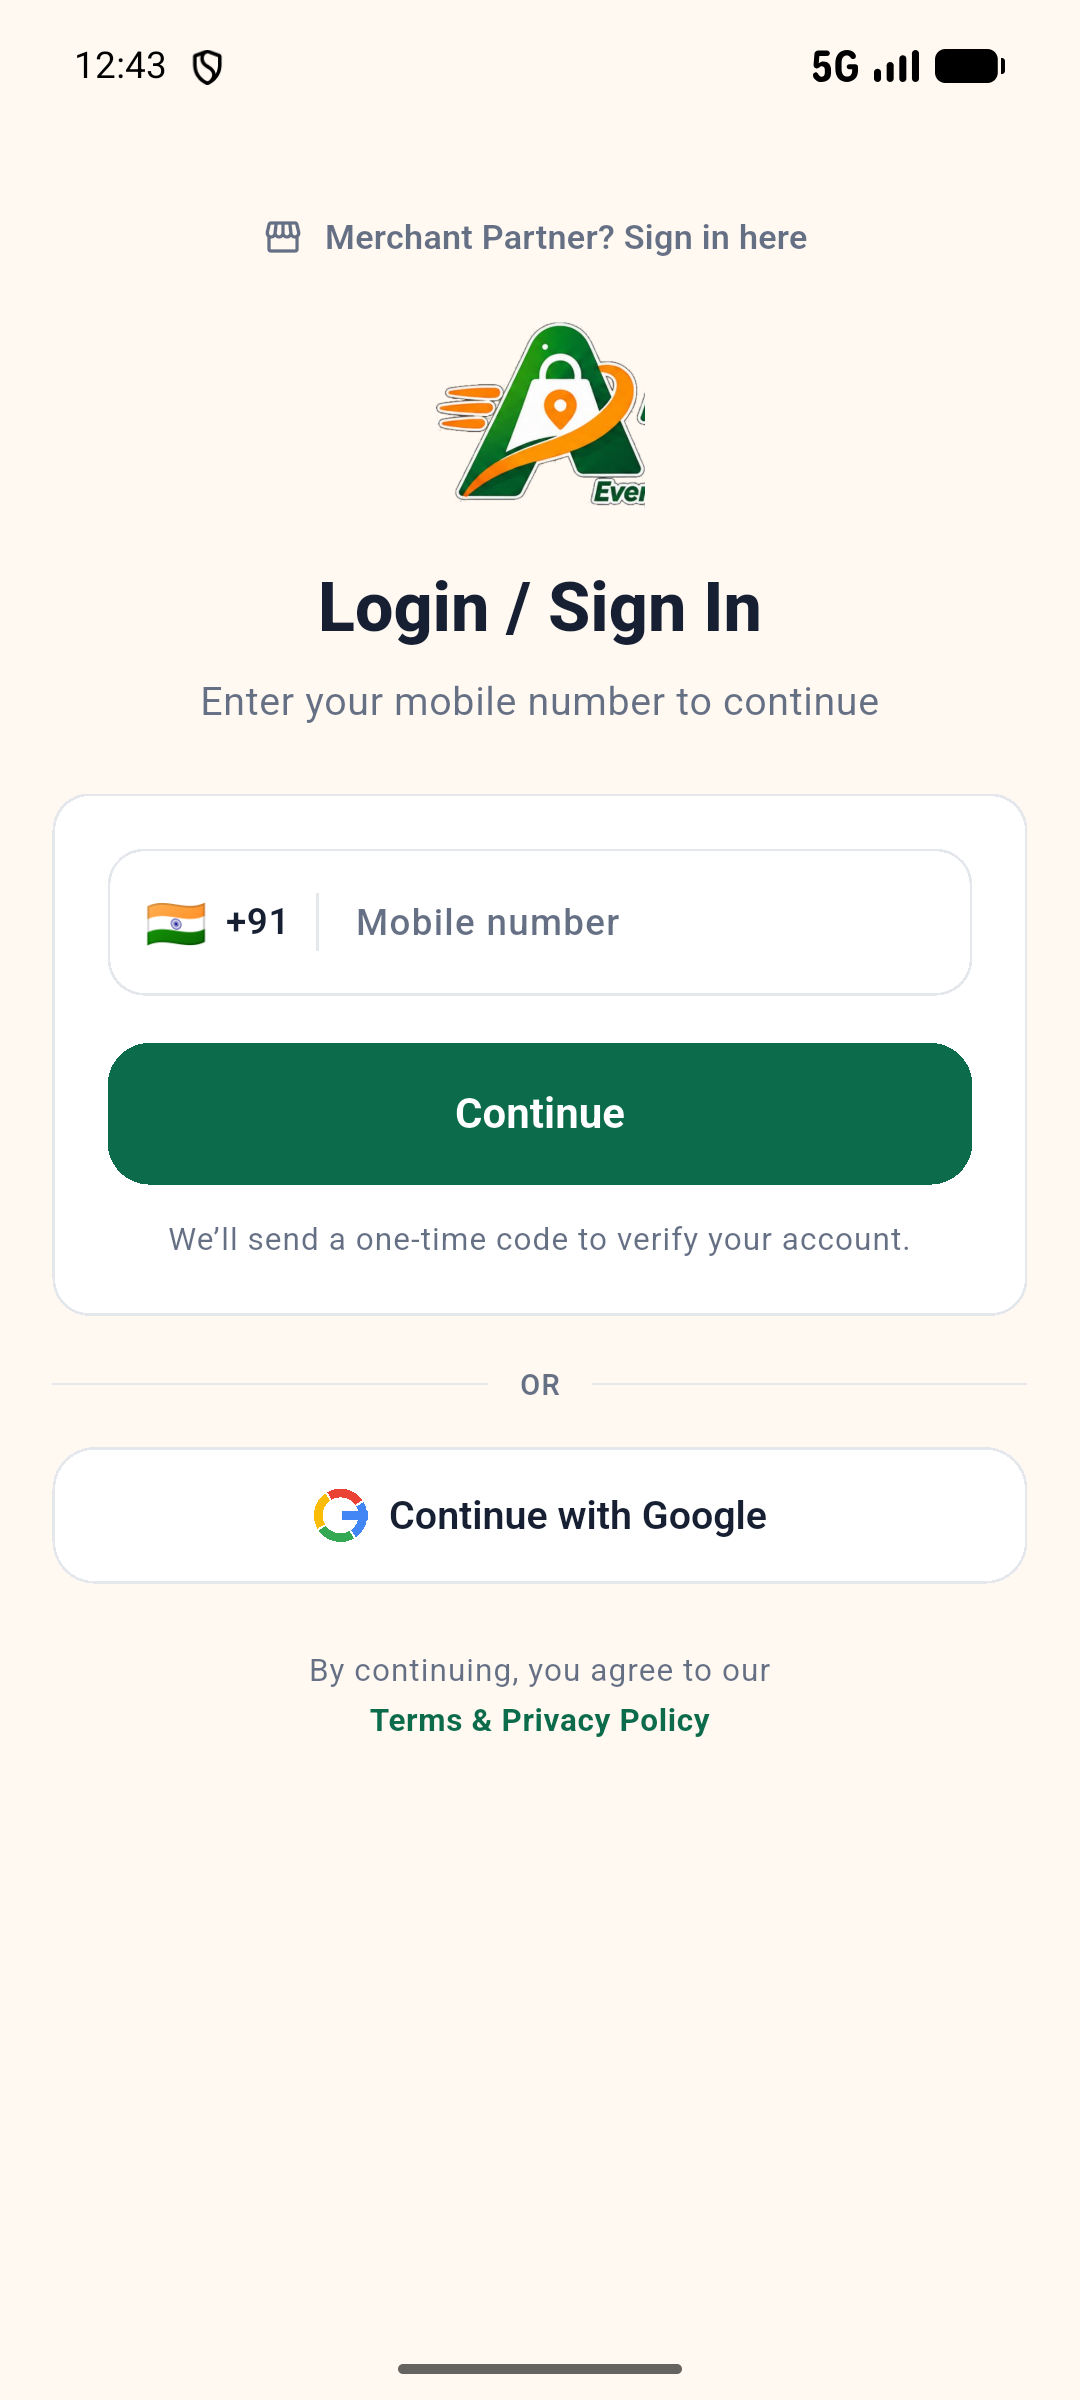 12:43
5G
Merchant Partner? Sign in here
Login / Sign In
Enter your mobile number to continue
+91
Mobile number
Continue
We’ll send a one-time code to verify your account.
OR
Continue with Google
By continuing, you agree to our
Terms & Privacy Policy